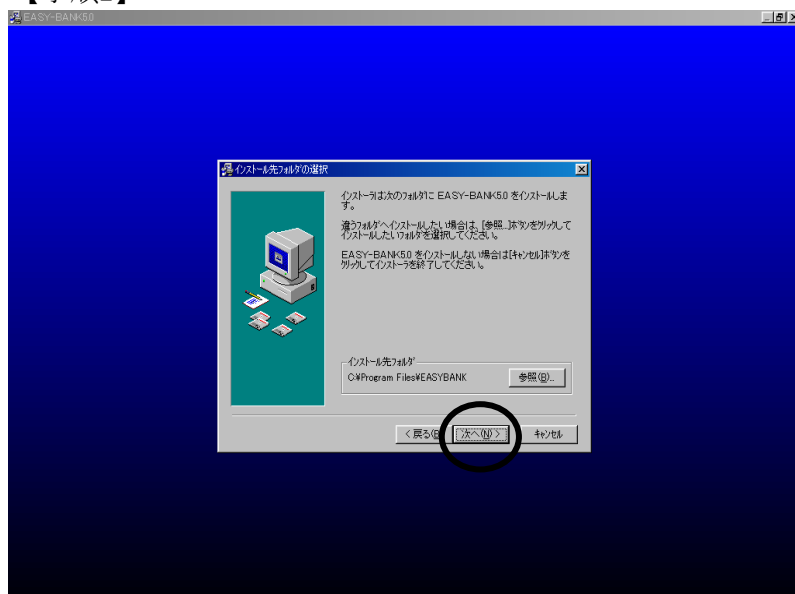 EASY-BANK5.0
インストール先フォルダの選択
インストーラは次のフォルダに EASY-BANK5.0 をインストールしま
す。
違うフォルダへインストールしたい場合は、[参照...]ボタンをクリックして
インストールしたいフォルダを選択してください。
EASY-BANK5.0 をインストールしない場合は[キャンセル]ボタンを
クリックしてインストーラを終了してください。
インストール先フォルダ
C:¥Program Files¥EASYBANK
参照(B)...
< 戻る(B)
次へ(N) >
キャンセル